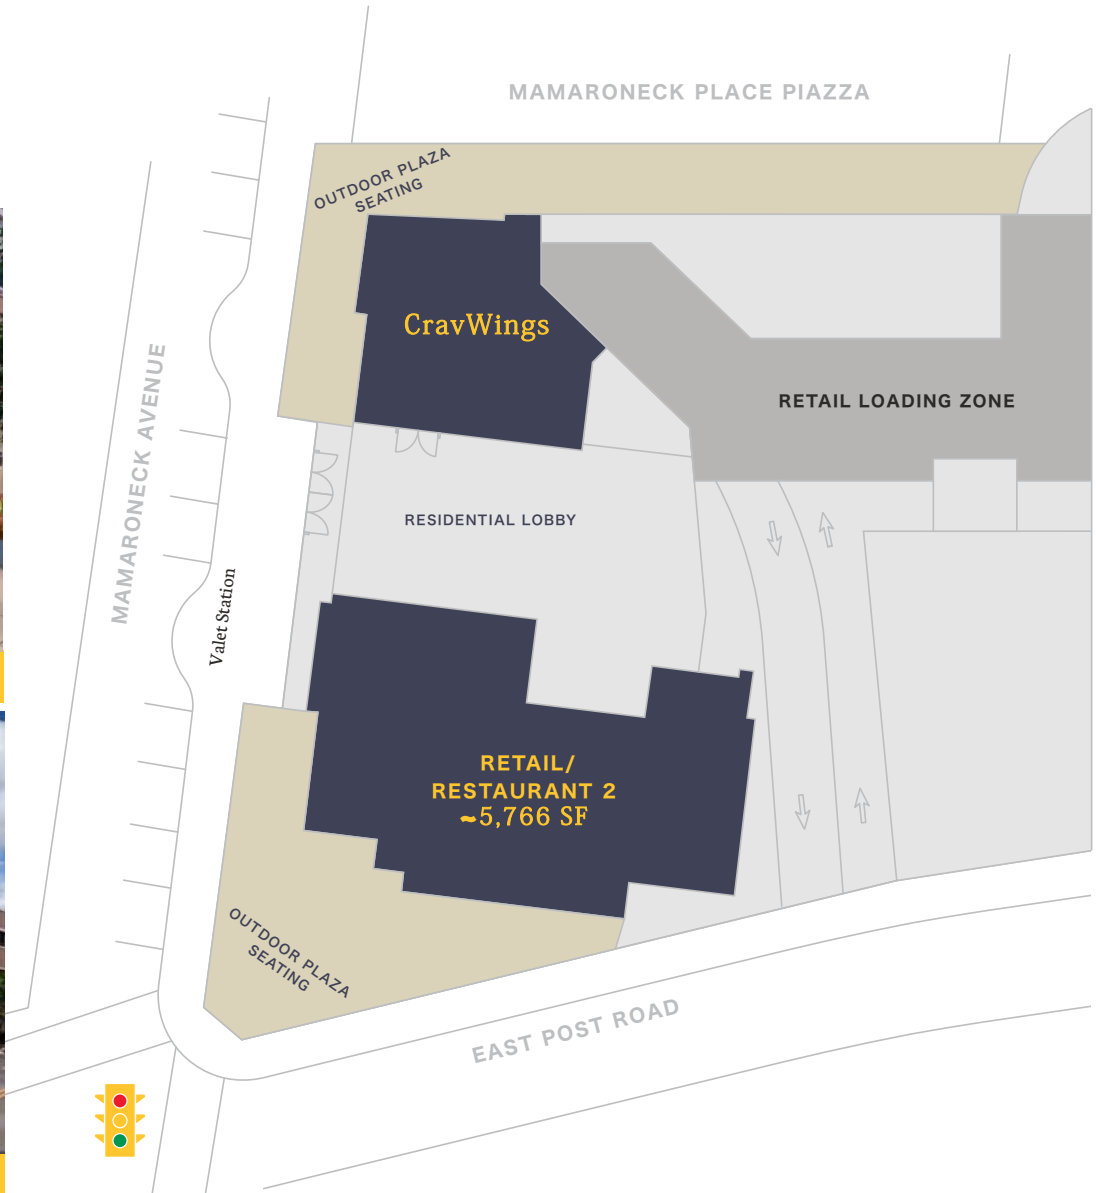 MAMARONECK PLACE PIAZZA
OUTDOOR PLAZA
SEATING
CravWings
RETAIL LOADING ZONE
MAMARONECK AVENUE
RESIDENTIAL LOBBY
Valet Station
RETAIL/
RESTAURANT 2
~5,766 SF
OUTDOOR PLAZA
SEATING
EAST POST ROAD